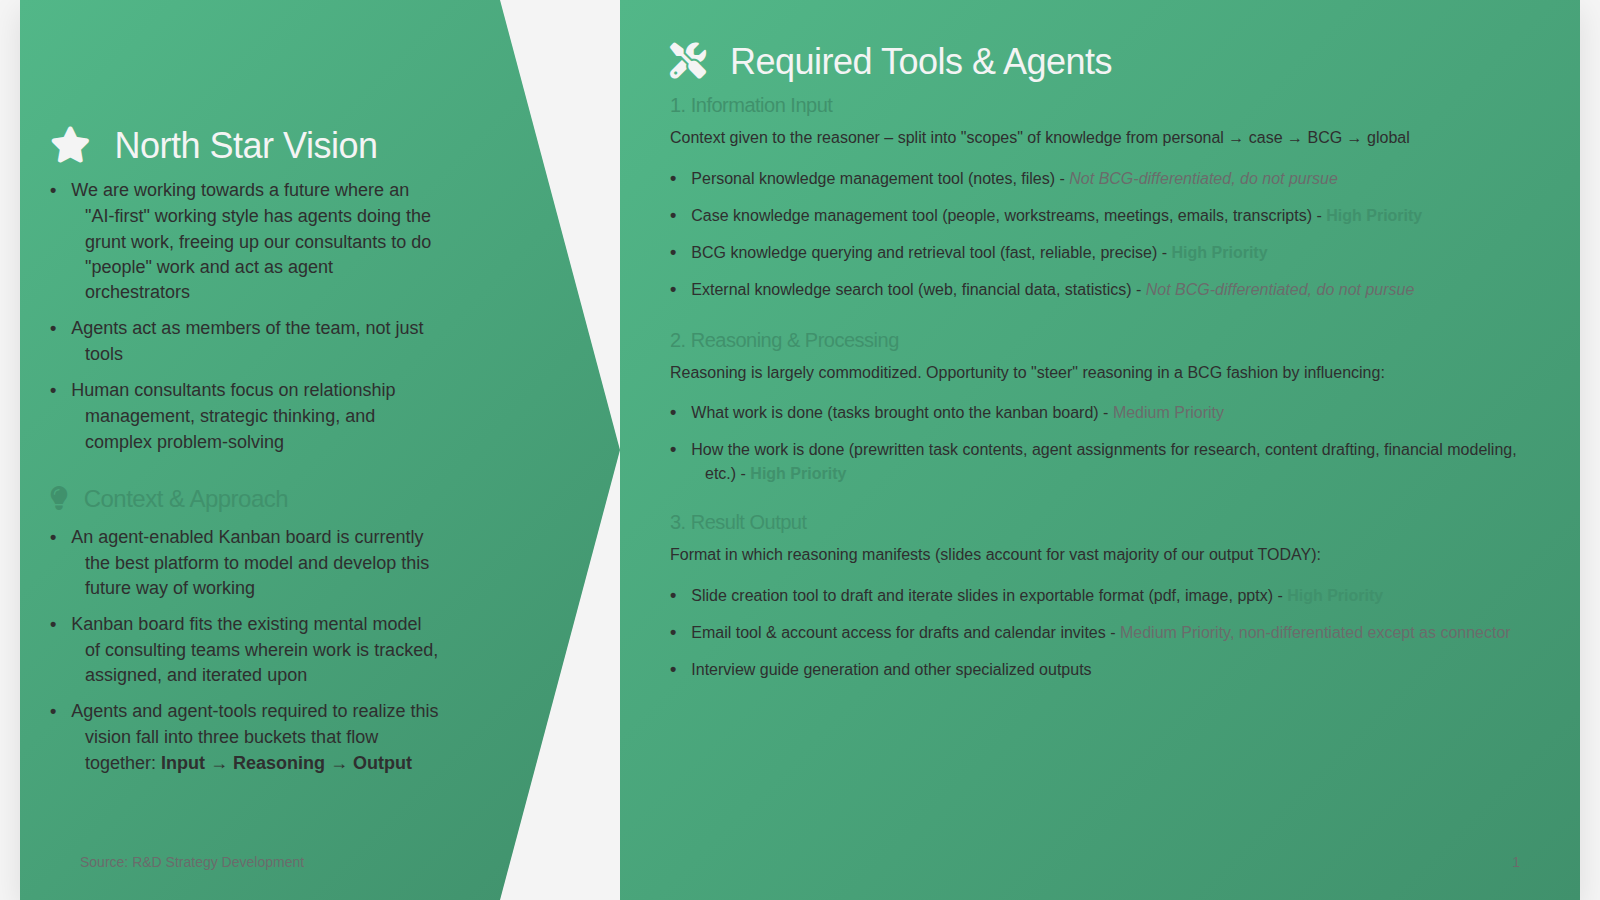 North Star Vision
• We are working towards a future where an
"AI-first" working style has agents doing the
grunt work, freeing up our consultants to do
"people" work and act as agent
orchestrators
• Agents act as members of the team, not just
tools
• Human consultants focus on relationship
management, strategic thinking, and
complex problem-solving
Context & Approach
• An agent-enabled Kanban board is currently
the best platform to model and develop this
future way of working
• Kanban board fits the existing mental model
of consulting teams wherein work is tracked,
assigned, and iterated upon
• Agents and agent-tools required to realize this
vision fall into three buckets that flow
together: Input → Reasoning → Output
Source: R&D Strategy Development
Required Tools & Agents
1. Information Input
Context given to the reasoner – split into "scopes" of knowledge from personal → case → BCG → global
• Personal knowledge management tool (notes, files) - Not BCG-differentiated, do not pursue
• Case knowledge management tool (people, workstreams, meetings, emails, transcripts) - High Priority
• BCG knowledge querying and retrieval tool (fast, reliable, precise) - High Priority
• External knowledge search tool (web, financial data, statistics) - Not BCG-differentiated, do not pursue
2. Reasoning & Processing
Reasoning is largely commoditized. Opportunity to "steer" reasoning in a BCG fashion by influencing:
• What work is done (tasks brought onto the kanban board) - Medium Priority
• How the work is done (prewritten task contents, agent assignments for research, content drafting, financial modeling,
etc.) - High Priority
3. Result Output
Format in which reasoning manifests (slides account for vast majority of our output TODAY):
• Slide creation tool to draft and iterate slides in exportable format (pdf, image, pptx) - High Priority
• Email tool & account access for drafts and calendar invites - Medium Priority, non-differentiated except as connector
• Interview guide generation and other specialized outputs
1